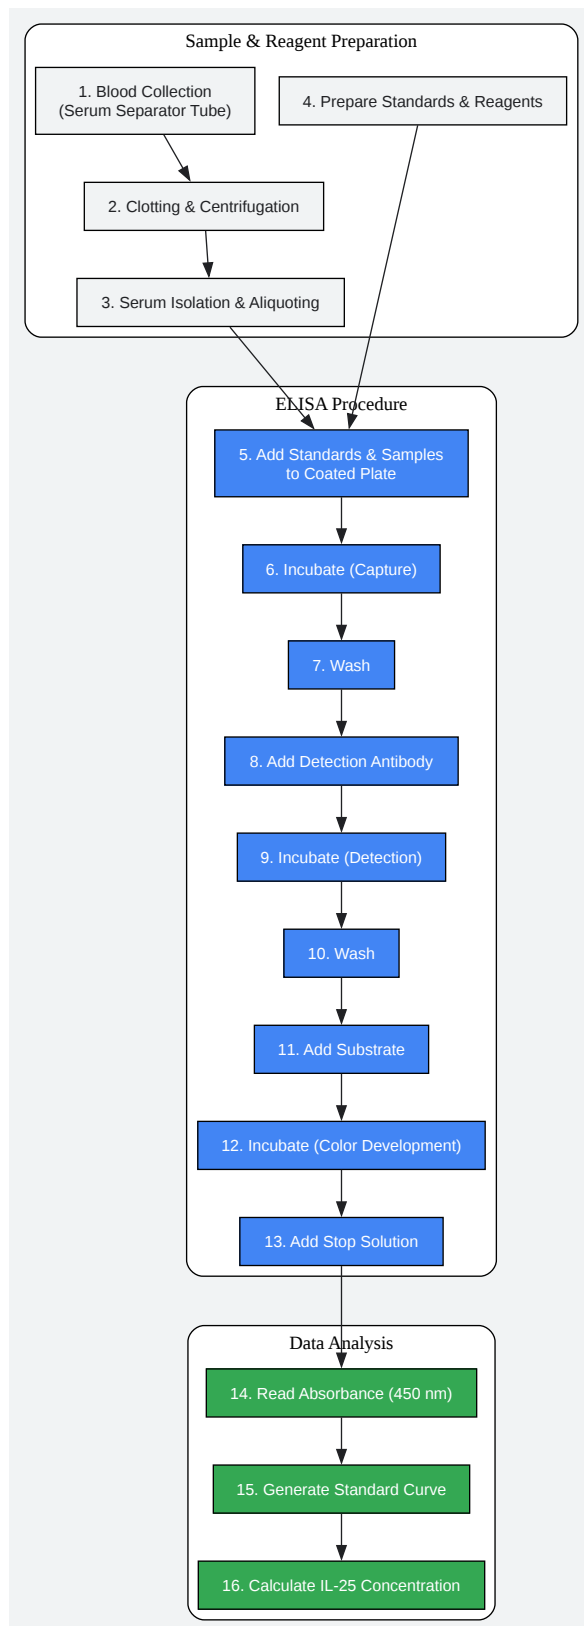 Sample & Reagent Preparation
1. Blood Collection
(Serum Separator Tube)
4. Prepare Standards & Reagents
2. Clotting & Centrifugation
3. Serum Isolation & Aliquoting
ELISA Procedure
5. Add Standards & Samples
to Coated Plate
6. Incubate (Capture)
7. Wash
8. Add Detection Antibody
9. Incubate (Detection)
10. Wash
11. Add Substrate
12. Incubate (Color Development)
13. Add Stop Solution
Data Analysis
14. Read Absorbance (450 nm)
15. Generate Standard Curve
16. Calculate IL-25 Concentration